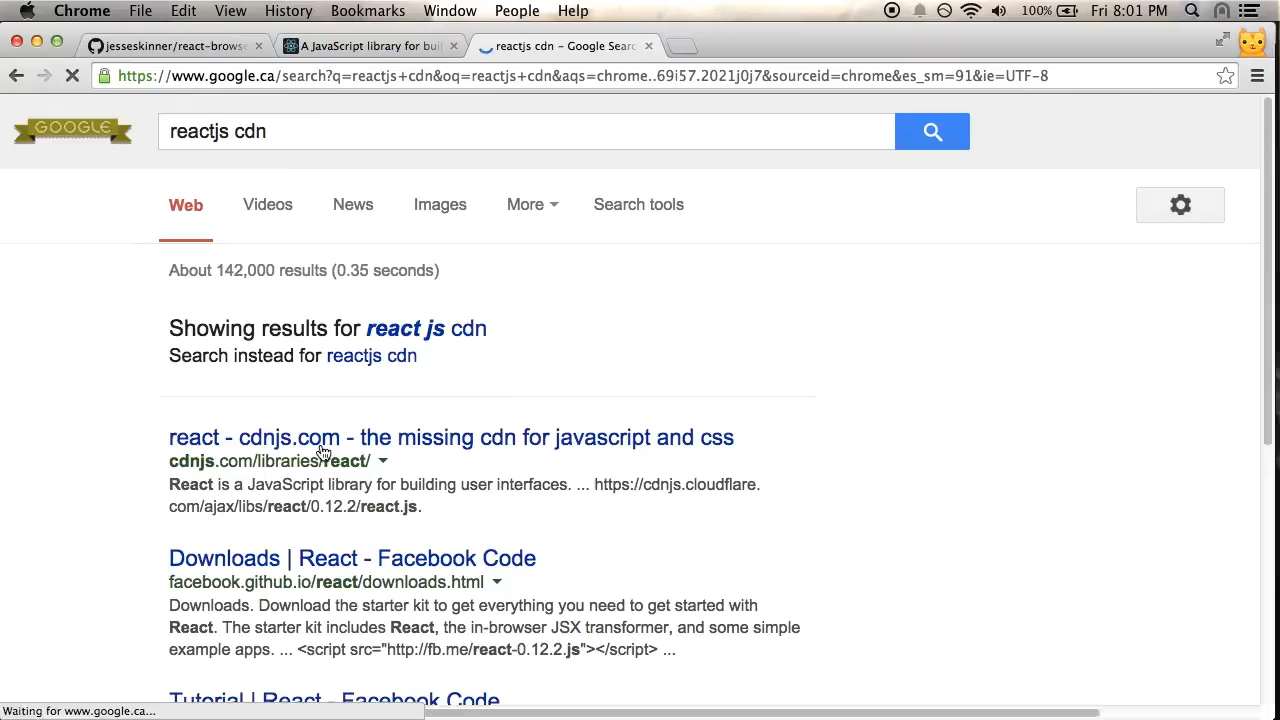 Chrome File Edit View History Bookmarks Window People Help 100% Fri 8:01 PM
jesseskinner/react-browse A JavaScript library for buil reactjs cdn - Google Searc
https://www.google.ca/search?q=reactjs+cdn&oq=reactjs+cdn&aqs=chrome..69i57.2021j0j7&sourceid=chrome&es_sm=91&ie=UTF-8
GOOGLE reactjs cdn
Web Videos News Images More Search tools
About 142,000 results (0.35 seconds)
Showing results for react js cdn
Search instead for reactjs cdn
react - cdnjs.com - the missing cdn for javascript and css
cdnjs.com/libraries/react/
React is a JavaScript library for building user interfaces. ... https://cdnjs.cloudflare.
com/ajax/libs/react/0.12.2/react.js.
Downloads | React - Facebook Code
facebook.github.io/react/downloads.html
Downloads. Download the starter kit to get everything you need to get started with
React. The starter kit includes React, the in-browser JSX transformer, and some simple
example apps. ... <script src="http://fb.me/react-0.12.2.js"></script> ...
Tutorial | React - Facebook Code
Waiting for www.google.ca...